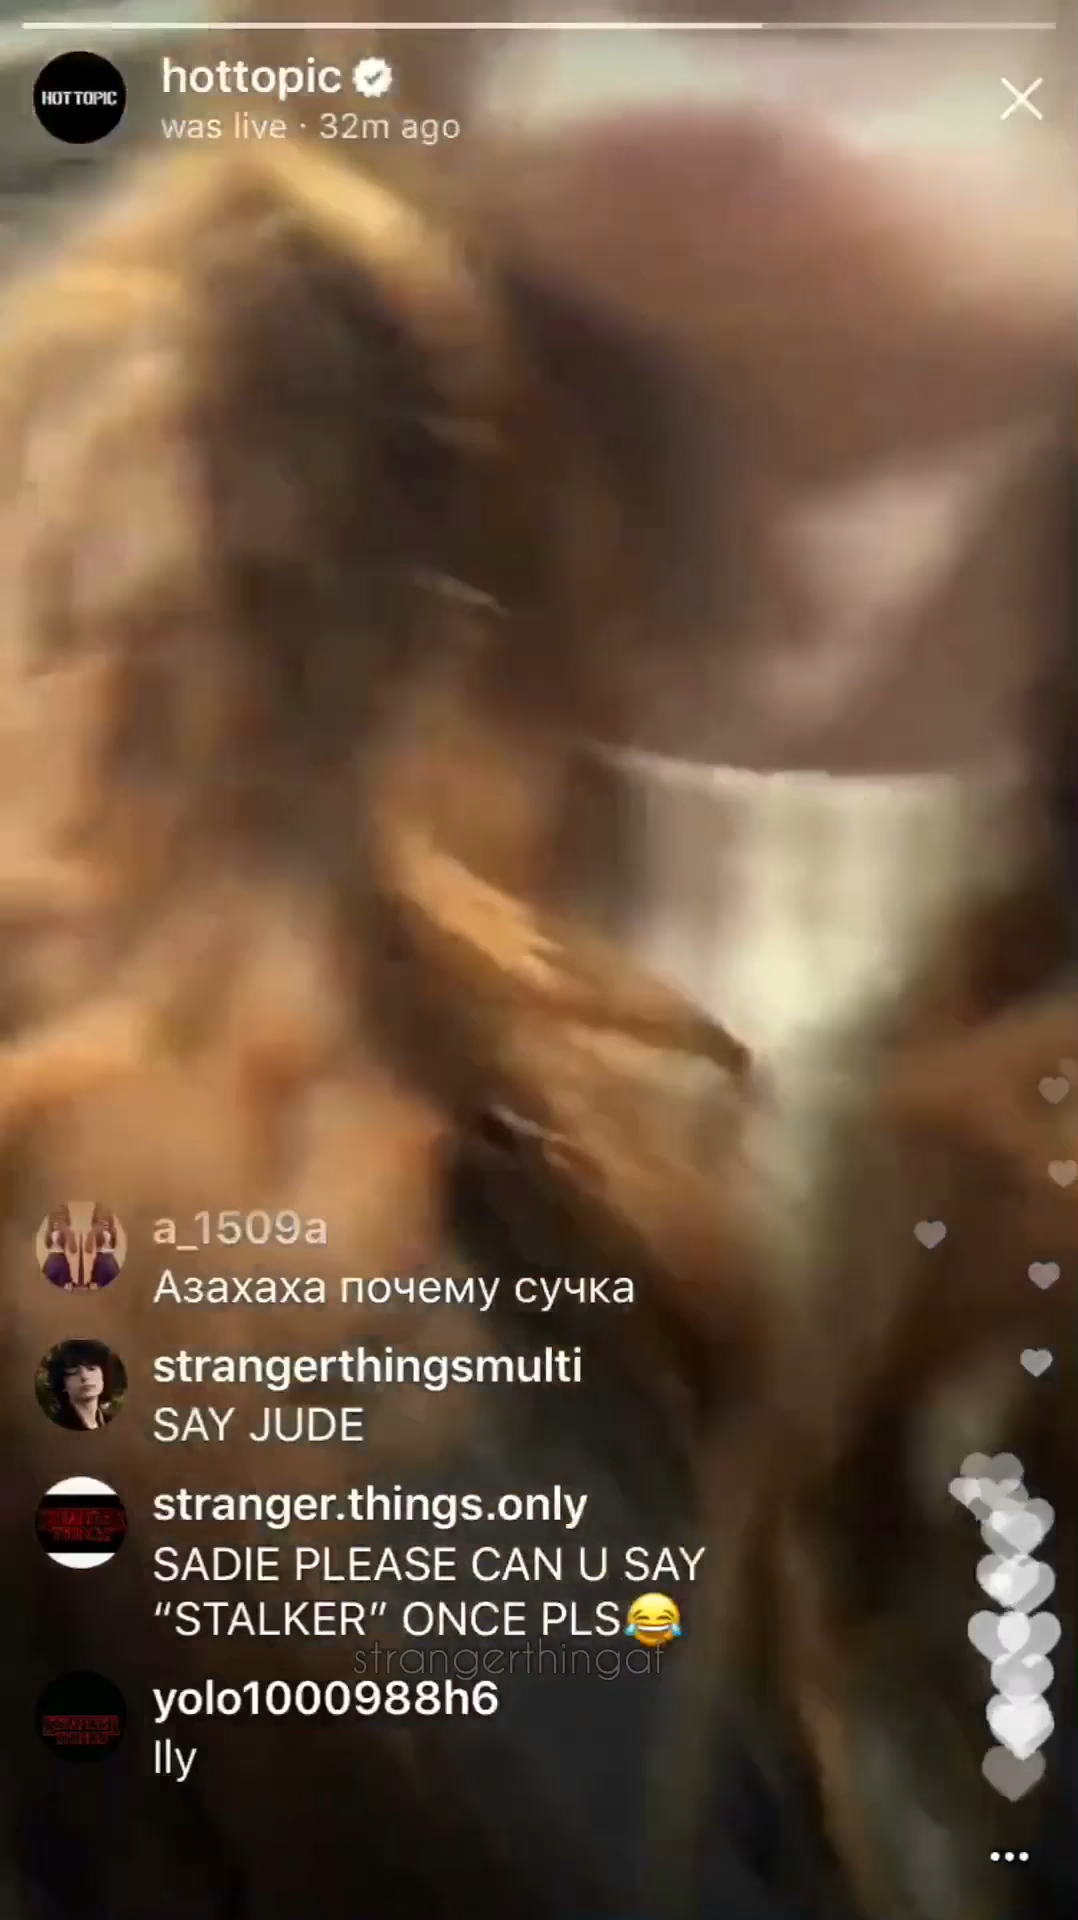 HOT TOPIC
hottopic
was live · 32m ago
a_1509a
Азахаха почему сучка
strangerthingsmulti
SAY JUDE
stranger.things.only
SADIE PLEASE CAN U SAY
“STALKER” ONCE PLS😂
strangerthingaf
yolo1000988h6
Ily